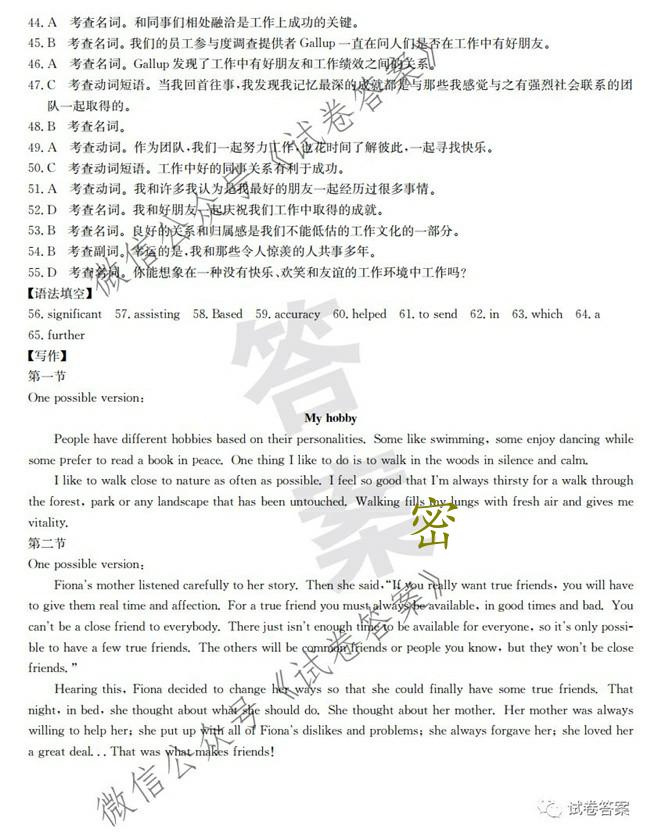 44. A 考查名词。和同事们相处融洽是工作上成功的关键。
45. B 考查名词。我们的员工参与度调查提供者 Gallup 一直在问人们是否在工作中有好朋友。
46. A 考查名词。Gallup 发现了工作中有好朋友和工作绩效之间的关系。
47. C 考查动词短语。当我回首往事,我发现我记忆最深的成就都是与那些我感觉与之有强烈社会联系的团
队一起取得的。
48. B 考查名词。
49. A 考查动词。作为团队,我们一起努力工作,也花时间了解彼此,一起寻找快乐。
50. C 考查动词短语。工作中好的同事关系有利于成功。
51. A 考查动词。我和许多我认为是我最好的朋友一起经历过很多事情。
52. D 考查名词。我和好朋友一起庆祝我们工作中取得的成就。
53. B 考查名词。良好的关系和归属感是我们不能低估的工作文化的一部分。
54. B 考查副词。幸运的是,我和那些令人惊羡的人共事多年。
55. D 考查名词。你能想象在一种没有快乐、欢笑和友谊的工作环境中工作吗?
【语法填空】
56. significant 57. assisting 58. Based 59. accuracy 60. helped 61. to send 62. in 63. which 64. a
65. further
【写作】
第一节
One possible version:
My hobby
People have different hobbies based on their personalities. Some like swimming, some enjoy dancing while
some prefer to read a book in peace. One thing I like to do is to walk in the woods in silence and calm.
I like to walk close to nature as often as possible. I feel so good that I'm always thirsty for a walk through
the forest, park or any landscape that has been untouched. Walking fills my lungs with fresh air and gives me
vitality.
第二节
One possible version:
Fiona's mother listened carefully to her story. Then she said,“If you really want true friends, you will have
to give them real time and affection. For a true friend you must always be available, in good times and bad. You
can't be a close friend to everybody. There just isn't enough time to be available for everyone, so it's only possi-
ble to have a few true friends. The others will be common friends or people you know, but they won't be close
friends.”
Hearing this, Fiona decided to change her ways so that she could finally have some true friends. That
night, in bed, she thought about what she should do. She thought about her mother. Her mother was always
willing to help her; she put up with all of Fiona's dislikes and problems; she always forgave her; she loved her
a great deal... That was what makes friends!
微信公众号《试卷答案》
答案
密
微信公众号《试卷答案》
试卷答案